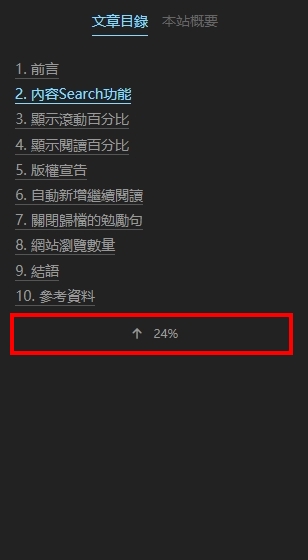 文章目錄 本站概要
1. 前言
2. 內容Search功能
3. 顯示滾動百分比
4. 顯示閱讀百分比
5. 版權宣告
6. 自動新增繼續閱讀
7. 關閉歸檔的勉勵句
8. 網站瀏覽數量
9. 結語
10. 參考資料
↑ 24%